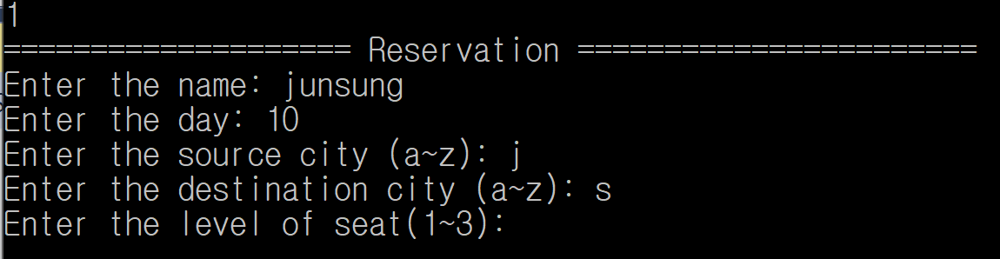 1
==================== Reservation =======================
Enter the name: junsung
Enter the day: 10
Enter the source city (a~z): j
Enter the destination city (a~z): s
Enter the level of seat(1~3):